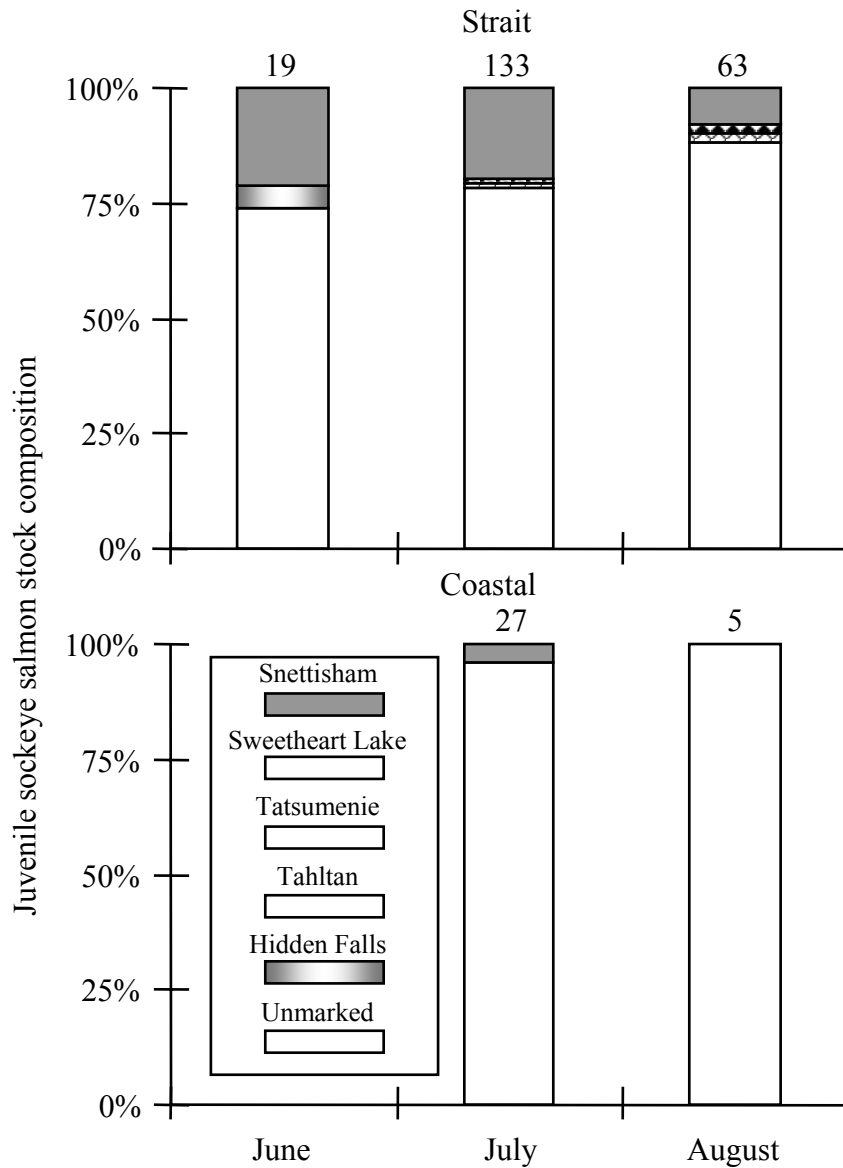 Strait
19 133 63
100%
75%
50%
25%
0%
Juvenile sockeye salmon stock composition
Coastal
27 5
100%
75%
50%
25%
0%
Snettisham
Sweetheart Lake
Tatsumenie
Tahltan
Hidden Falls
Unmarked
June July August